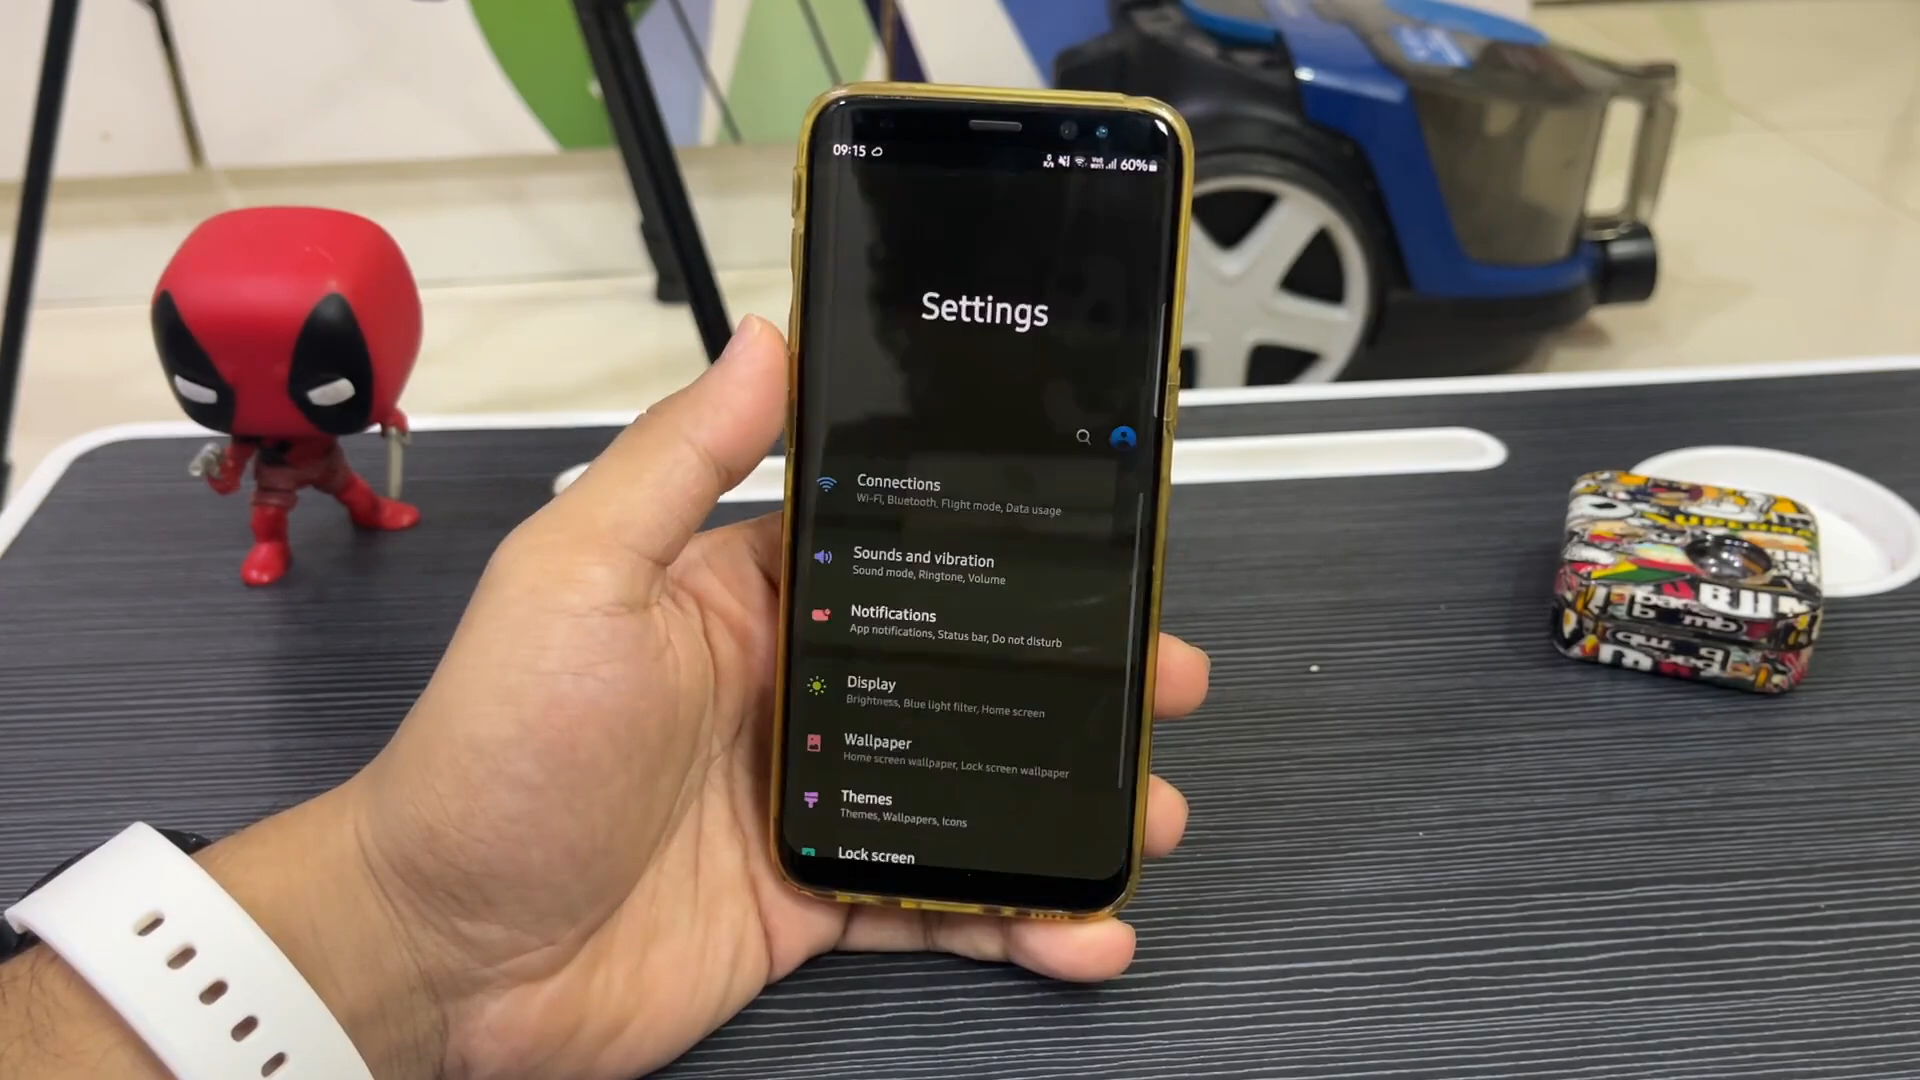 09:15
60%
Settings
Connections
Wi-Fi, Bluetooth, Flight mode, Data usage
Sounds and vibration
Sound mode, Ringtone, Volume
Notifications
App notifications, Status bar, Do not disturb
Display
Brightness, Blue light filter, Home screen
Wallpaper
Home screen wallpaper, Lock screen wallpaper
Themes
Themes, Wallpapers, Icons
Lock screen